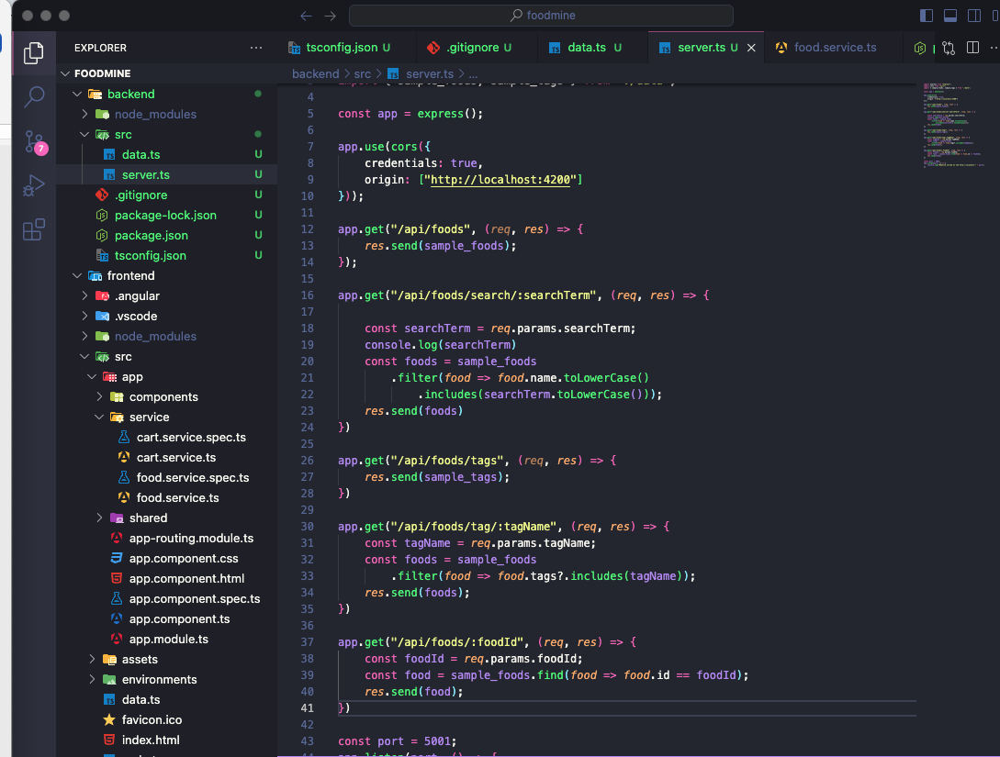 foodmine
EXPLORER
tsconfig.json U
.gitignore U
data.ts U
server.ts U
food.service.ts
FOODMINE
backend > src > server.ts > ...
backend
node_modules
src
data.ts U
server.ts U
.gitignore U
package-lock.json U
package.json U
tsconfig.json U
frontend
.angular
.vscode
node_modules
src
app
components
service
cart.service.spec.ts
cart.service.ts
food.service.spec.ts
food.service.ts
shared
app-routing.module.ts
app.component.css
app.component.html
app.component.spec.ts
app.component.ts
app.module.ts
assets
environments
data.ts
favicon.ico
index.html
7
4
5 const app = express();
6
7 app.use(cors({
8 credentials: true,
9 origin: ["http://localhost:4200"]
10 }));
11
12 app.get("/api/foods", (req, res) => {
13 res.send(sample_foods);
14 });
15
16 app.get("/api/foods/search/:searchTerm", (req, res) => {
17
18 const searchTerm = req.params.searchTerm;
19 console.log(searchTerm)
20 const foods = sample_foods
21 .filter(food => food.name.toLowerCase()
22 .includes(searchTerm.toLowerCase()));
23 res.send(foods)
24 })
25
26 app.get("/api/foods/tags", (req, res) => {
27 res.send(sample_tags);
28 })
29
30 app.get("/api/foods/tag/:tagName", (req, res) => {
31 const tagName = req.params.tagName;
32 const foods = sample_foods
33 .filter(food => food.tags?.includes(tagName));
34 res.send(foods);
35 })
36
37 app.get("/api/foods/:foodId", (req, res) => {
38 const foodId = req.params.foodId;
39 const food = sample_foods.find(food => food.id == foodId);
40 res.send(food);
41 })
42
43 const port = 5001;